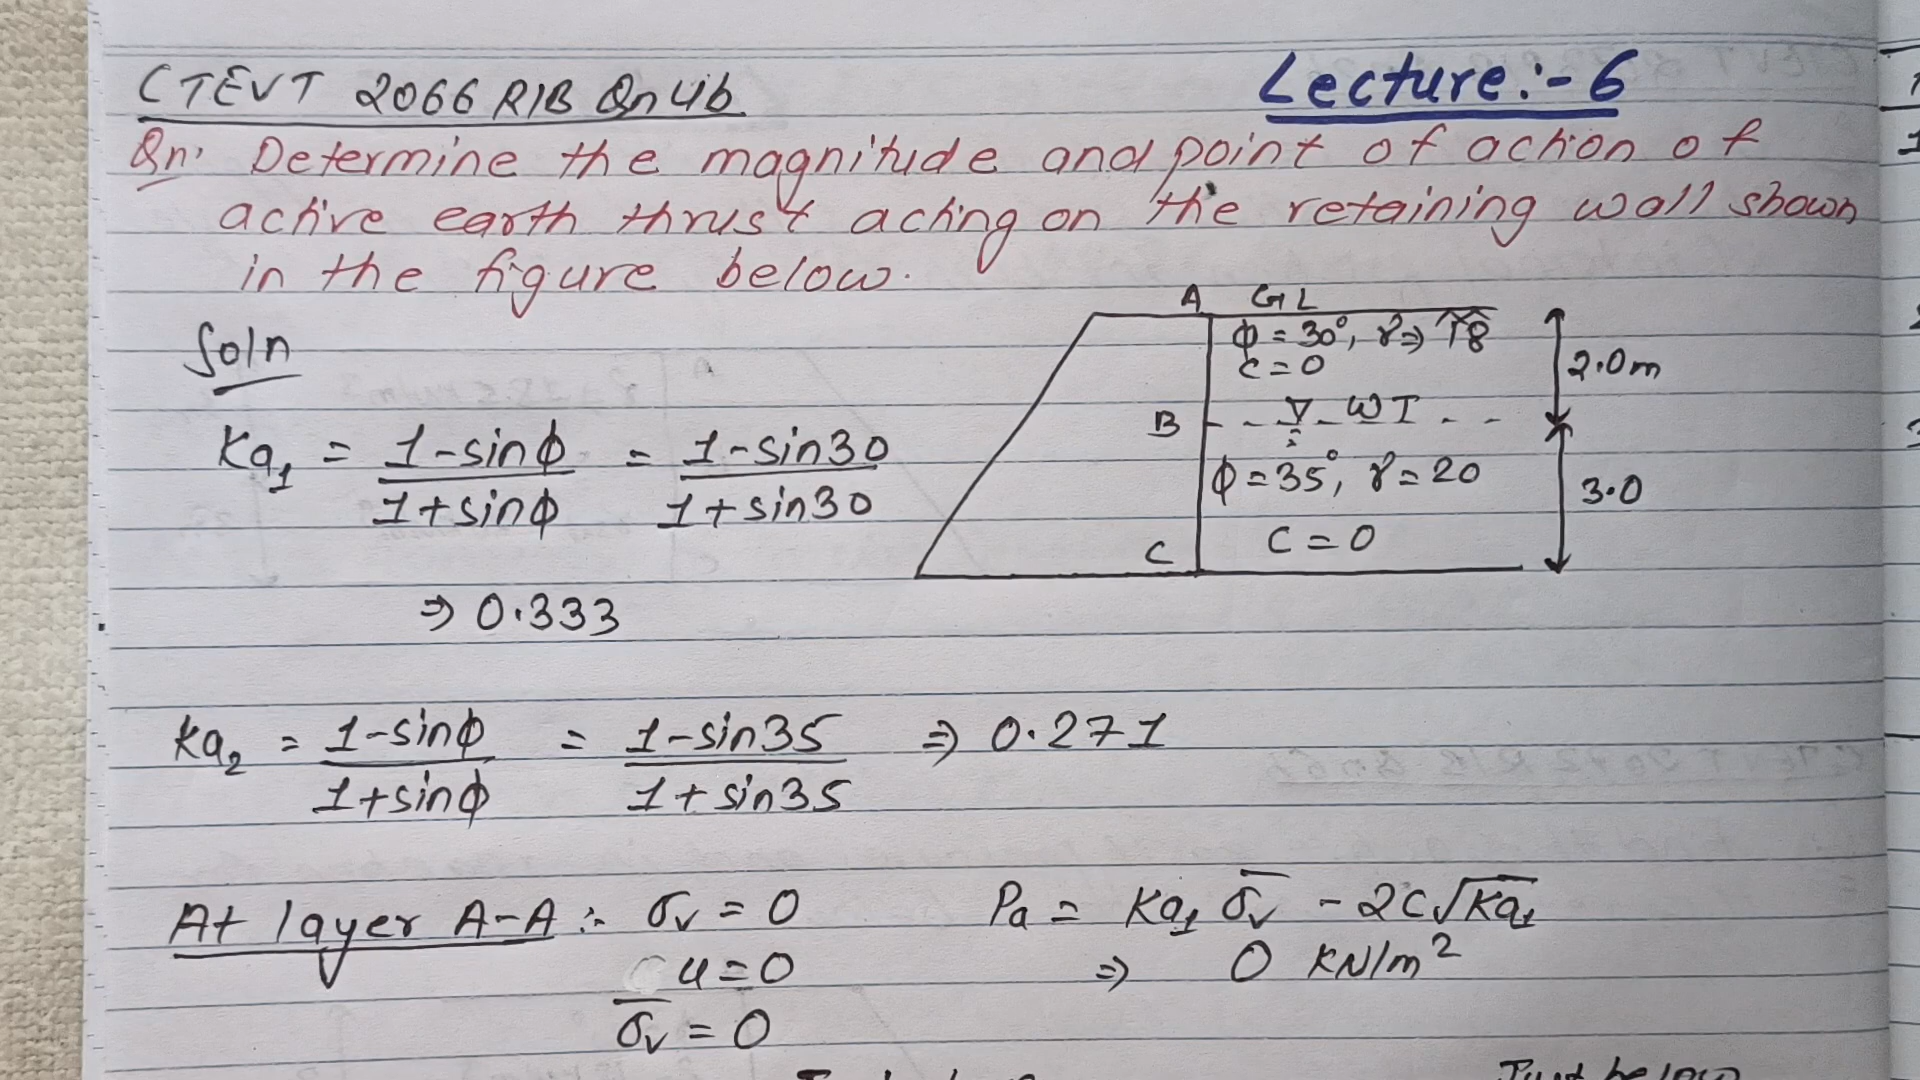 Lecture:- 6
CTEVT 2066 R/B Qn 4b
Qn. Determine the magnitude and point of action of
active earth thrust acting on the retaining wall shown
in the figure below.
Soln
A GL
ϕ = 30°, γ ⇒ 18
C = 0
2.0m
B WT
ϕ = 35°, γ = 20
3.0
C = 0
C
Ka₁ = 1-sinϕ / 1+sinϕ = 1-sin30 / 1+sin30
⇒ 0.333
Ka₂ = 1-sinϕ / 1+sinϕ = 1-sin35 / 1+sin35 ⇒ 0.271
At layer A-A :- σv = 0 Pa = Ka₁ σ̅v - 2C√Ka₁
u = 0 ⇒ 0 KN/m²
σ̅v = 0
Just below